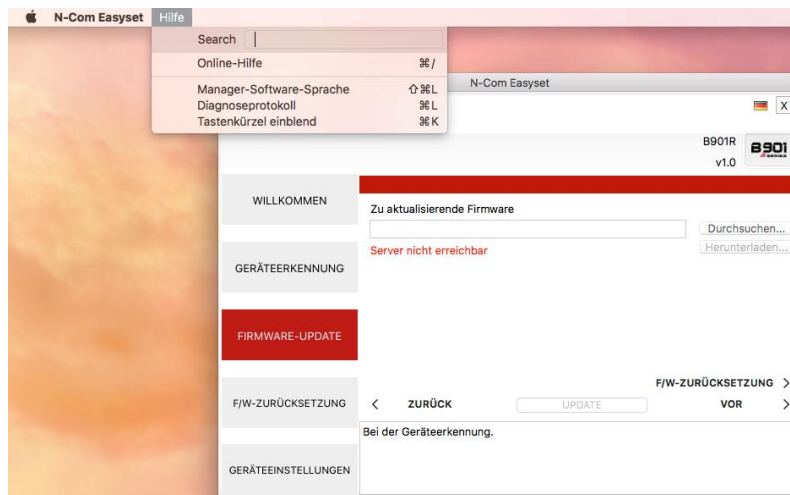 N-Com Easyset Hilfe
Search
Online-Hilfe ⌘/
Manager-Software-Sprache ⇧⌘L
Diagnoseprotokoll ⌘L
Tastenkürzel einblend ⌘K
N-Com Easyset
X
B901R
v1.0
B901
R SERIES
WILLKOMMEN
Zu aktualisierende Firmware
Durchsuchen...
Server nicht erreichbar
Herunterladen...
GERÄTEERKENNUNG
FIRMWARE-UPDATE
F/W-ZURÜCKSETZUNG >
F/W-ZURÜCKSETZUNG
< ZURÜCK
UPDATE
VOR >
Bei der Geräteerkennung.
GERÄTEEINSTELLUNGEN